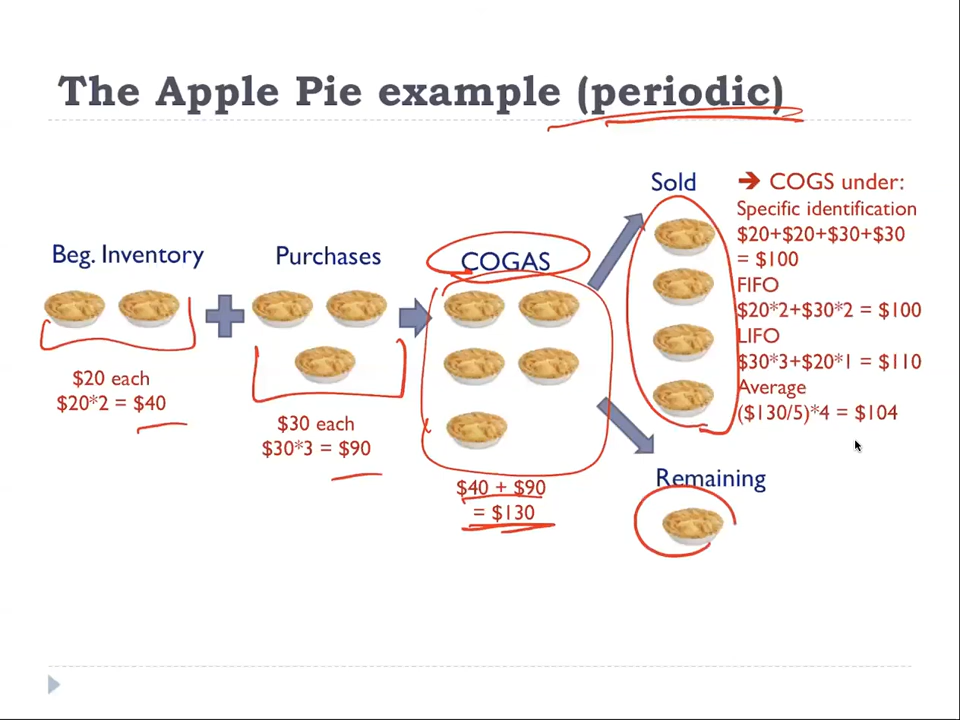 The Apple Pie example (periodic)
Beg. Inventory
$20 each
$20*2 = $40
Purchases
$30 each
$30*3 = $90
COGAS
$40 + $90
= $130
Sold
Remaining
➔ COGS under:
Specific identification
$20+$20+$30+$30
= $100
FIFO
$20*2+$30*2 = $100
LIFO
$30*3+$20*1 = $110
Average
($130/5)*4 = $104